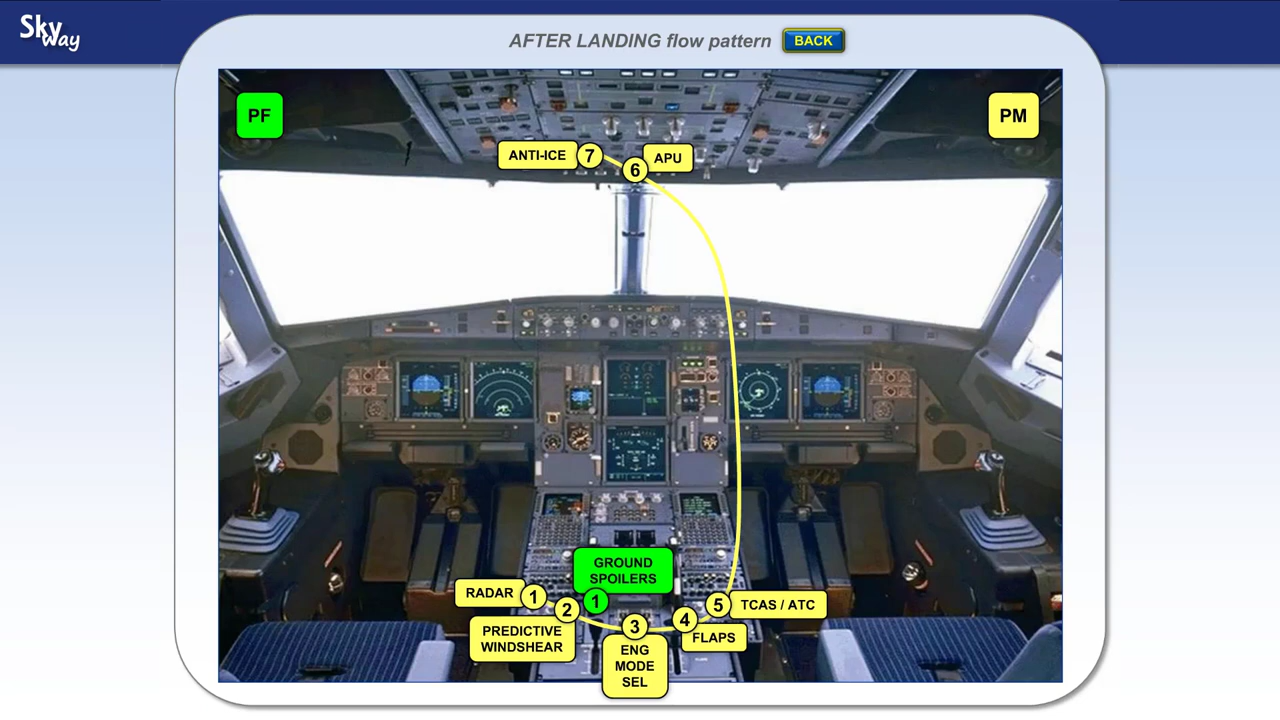 Sky
Way
AFTER LANDING flow pattern
BACK
PF
PM
ANTI-ICE
7
6
APU
GROUND
SPOILERS
1
RADAR
1
2
PREDICTIVE
WINDSHEAR
3
ENG
MODE
SEL
4
FLAPS
5
TCAS / ATC